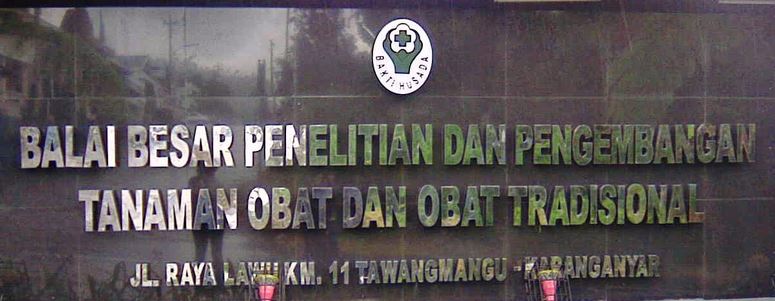 BAKTI HUSADA
BALAI BESAR PENELITIAN DAN PENGEMBANGAN
TANAMAN OBAT DAN OBAT TRADISIONAL
JL. RAYA LAWU KM. 11 TAWANGMANGU - KARANGANYAR